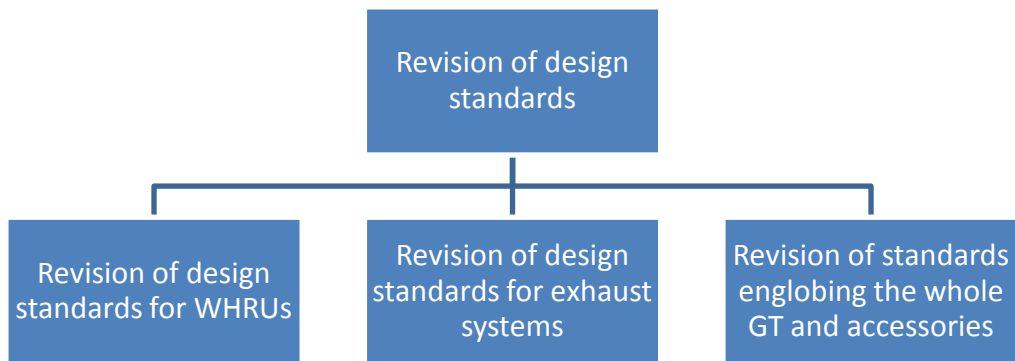 Revision of design
standards
Revision of design
standards for WHRUs
Revision of design
standards for exhaust
systems
Revision of standards
englobing the whole
GT and accessories